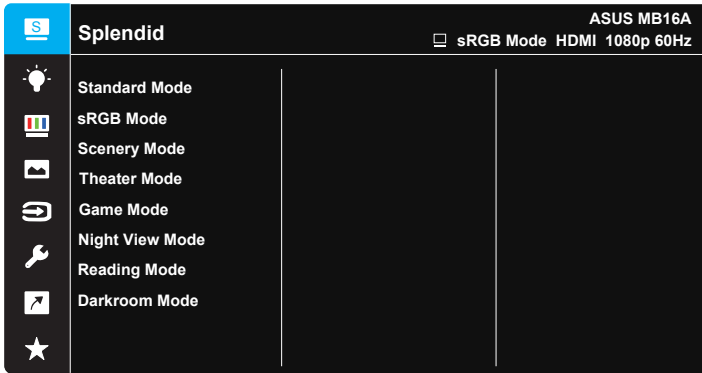 S
ASUS MB16A
Splendid
sRGB Mode HDMI 1080p 60Hz
Standard Mode
sRGB Mode
Scenery Mode
Theater Mode
Game Mode
Night View Mode
Reading Mode
Darkroom Mode